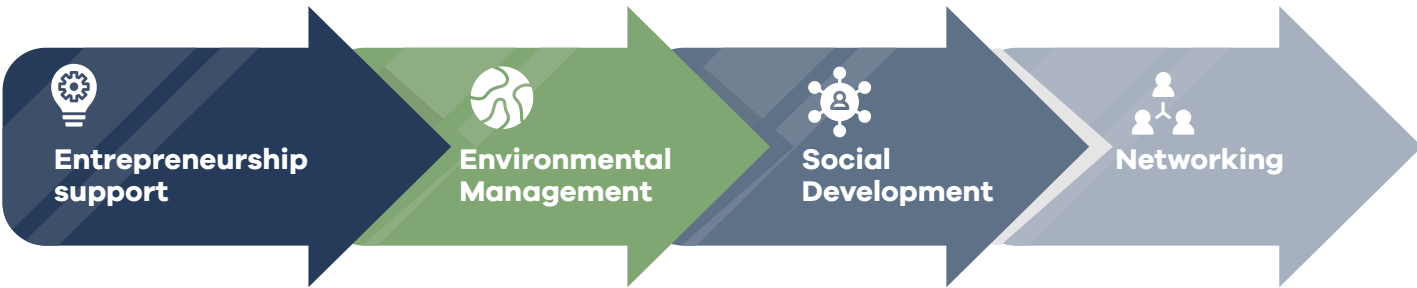 Entrepreneurship
support
Environmental
Management
Social
Development
Networking